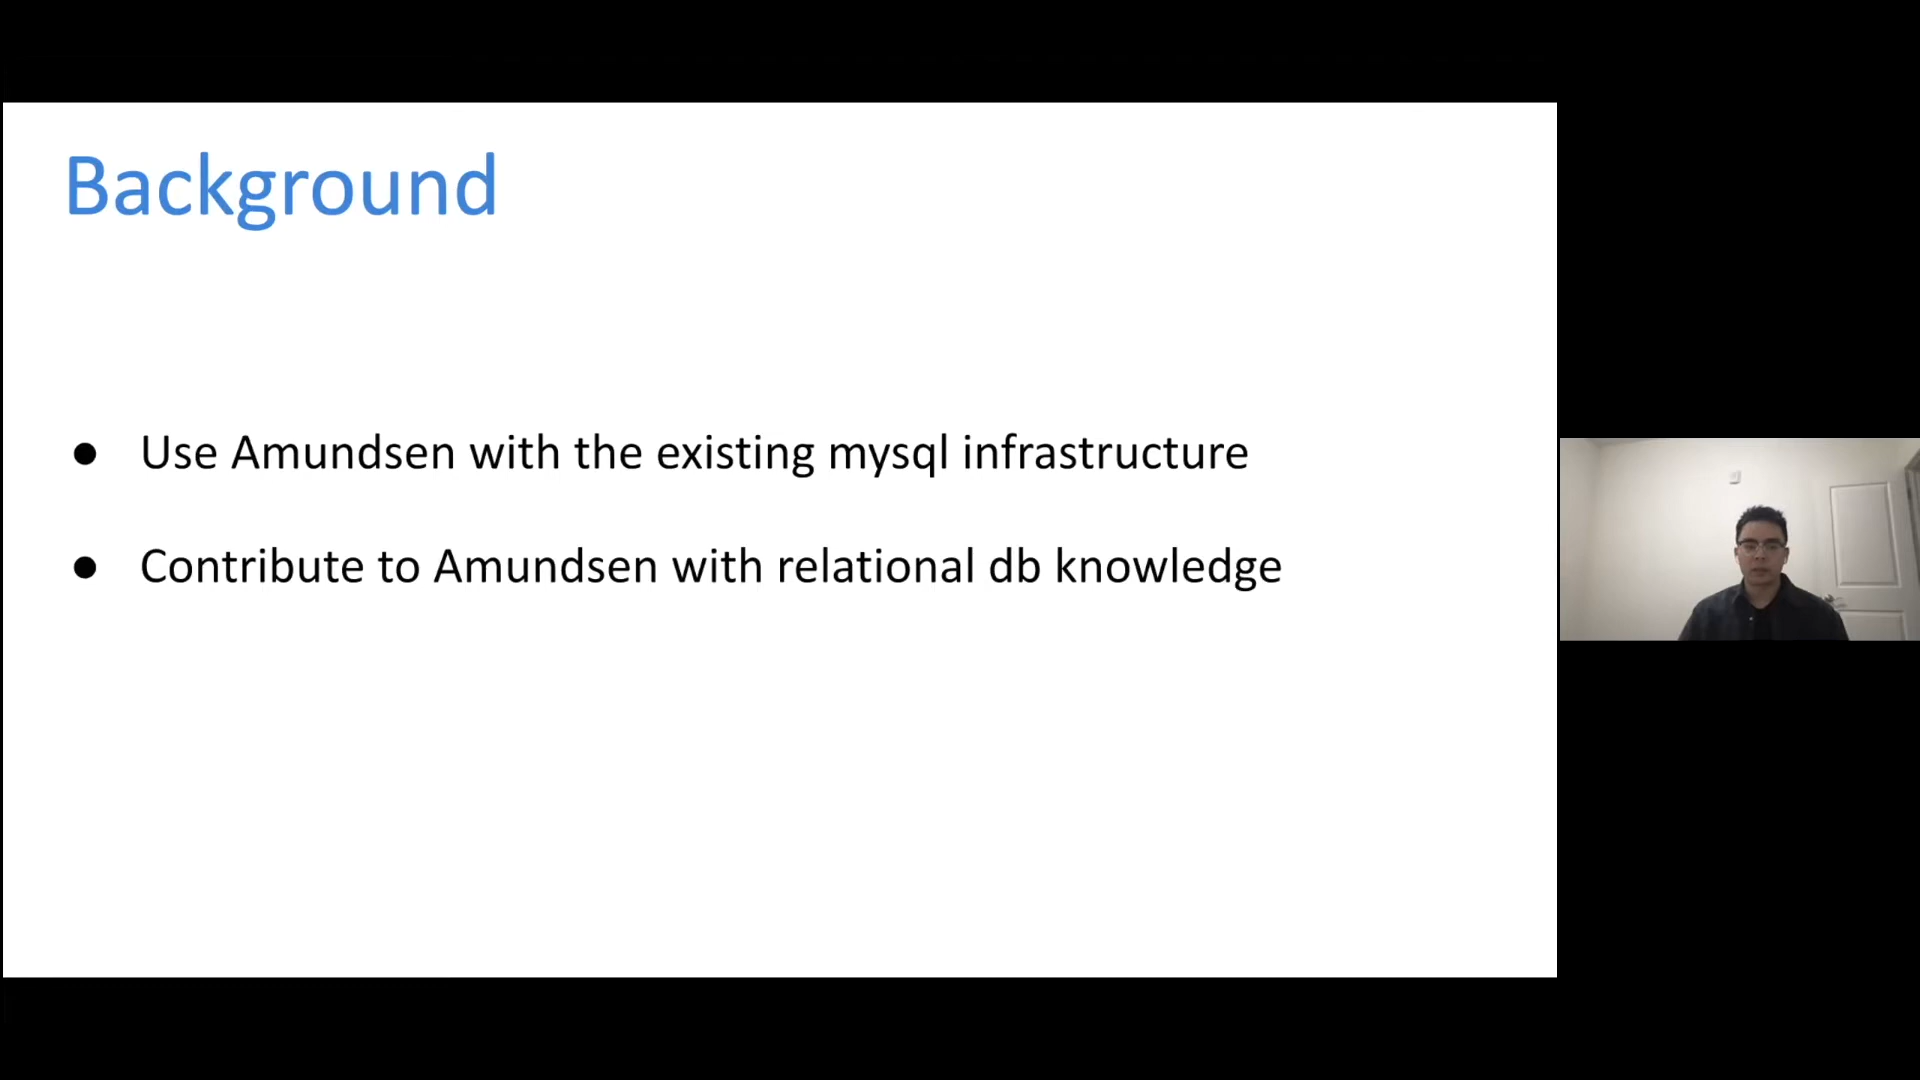 Background
● Use Amundsen with the existing mysql infrastructure
● Contribute to Amundsen with relational db knowledge